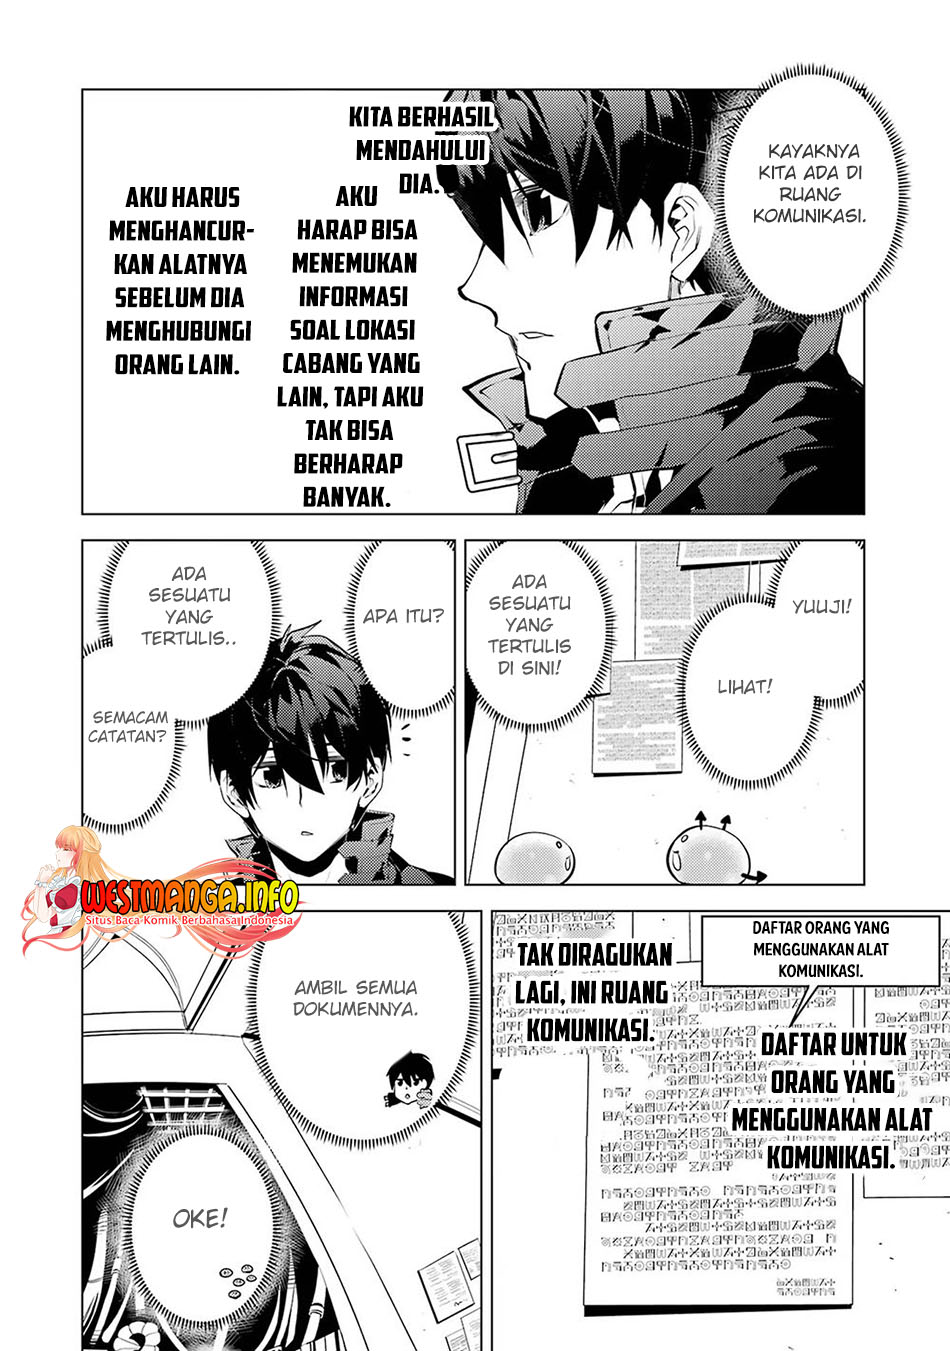 KAYAKNYA
KITA ADA DI
RUANG
KOMUNIKASI.
KITA BERHASIL
MENDAHULUI
DIA.
AKU
HARAP BISA
MENEMUKAN
INFORMASI
SOAL LOKASI
CABANG YANG
LAIN, TAPI AKU
TAK BISA
BERHARAP
BANYAK.
AKU HARUS
MENGHANCUR-
KAN ALATNYA
SEBELUM DIA
MENGHUBUNGI
ORANG LAIN.
YUUJI!
LIHAT!
ADA
SESUATU
YANG
TERTULIS
DI SINI!
APA ITU?
ADA
SESUATU
YANG
TERTULIS..
SEMACAM
CATATAN?
WESTMANGA.INFO
Situs Baca Komik Berbahasa Indonesia
DAFTAR ORANG YANG
MENGGUNAKAN ALAT
KOMUNIKASI.
DAFTAR UNTUK
ORANG YANG
MENGGUNAKAN ALAT
KOMUNIKASI.
TAK DIRAGUKAN
LAGI, INI RUANG
KOMUNIKASI.
AMBIL SEMUA
DOKUMENNYA.
OKE!